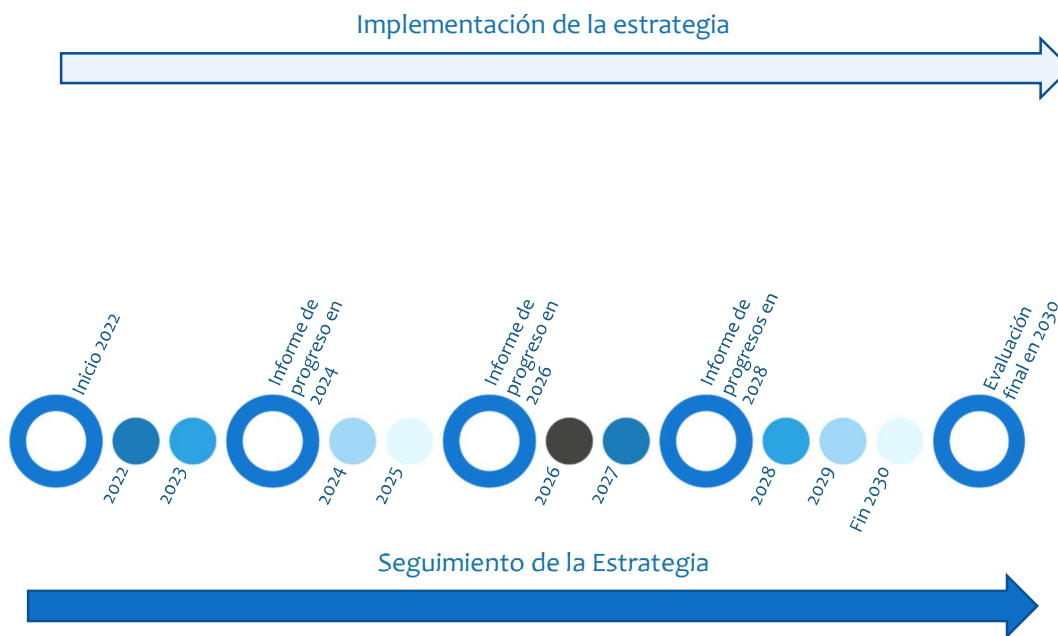 Implementación de la estrategia
Inicio 2022
Informe de
progreso en
2024
Informe de
progreso en
2026
Informe de
progresos en
2028
Evaluación
final en 2030
2022
2023
2024
2025
2026
2027
2028
2029
Fin 2030
Seguimiento de la Estrategia